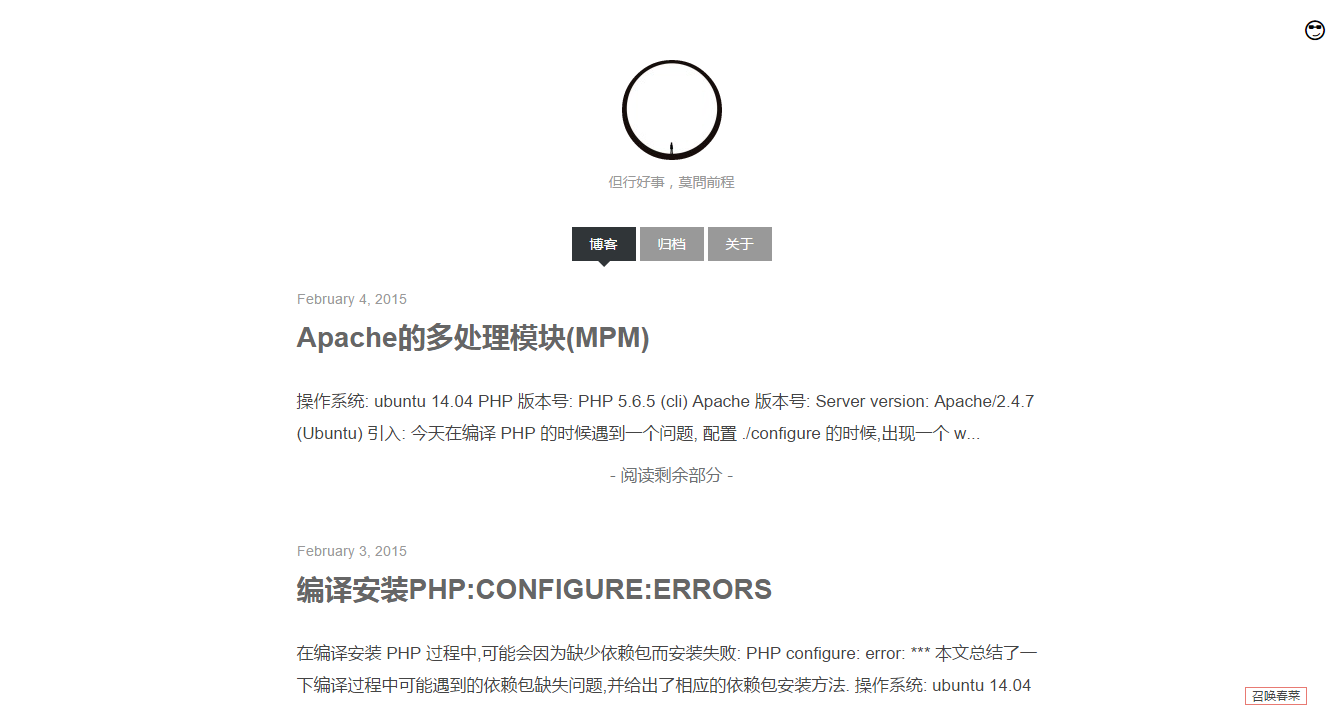 但行好事，莫問前程
博客 归档 关于
February 4, 2015
Apache的多处理模块(MPM)
操作系统: ubuntu 14.04 PHP 版本号: PHP 5.6.5 (cli) Apache 版本号: Server version: Apache/2.4.7
(Ubuntu) 引入: 今天在编译 PHP 的时候遇到一个问题, 配置 ./configure 的时候,出现一个 w...
- 阅读剩余部分 -
February 3, 2015
编译安装PHP:CONFIGURE:ERRORS
在编译安装 PHP 过程中,可能会因为缺少依赖包而安装失败: PHP configure: error: *** 本文总结了一
下编译过程中可能遇到的依赖包缺失问题,并给出了相应的依赖包安装方法. 操作系统: ubuntu 14.04
召唤春菜